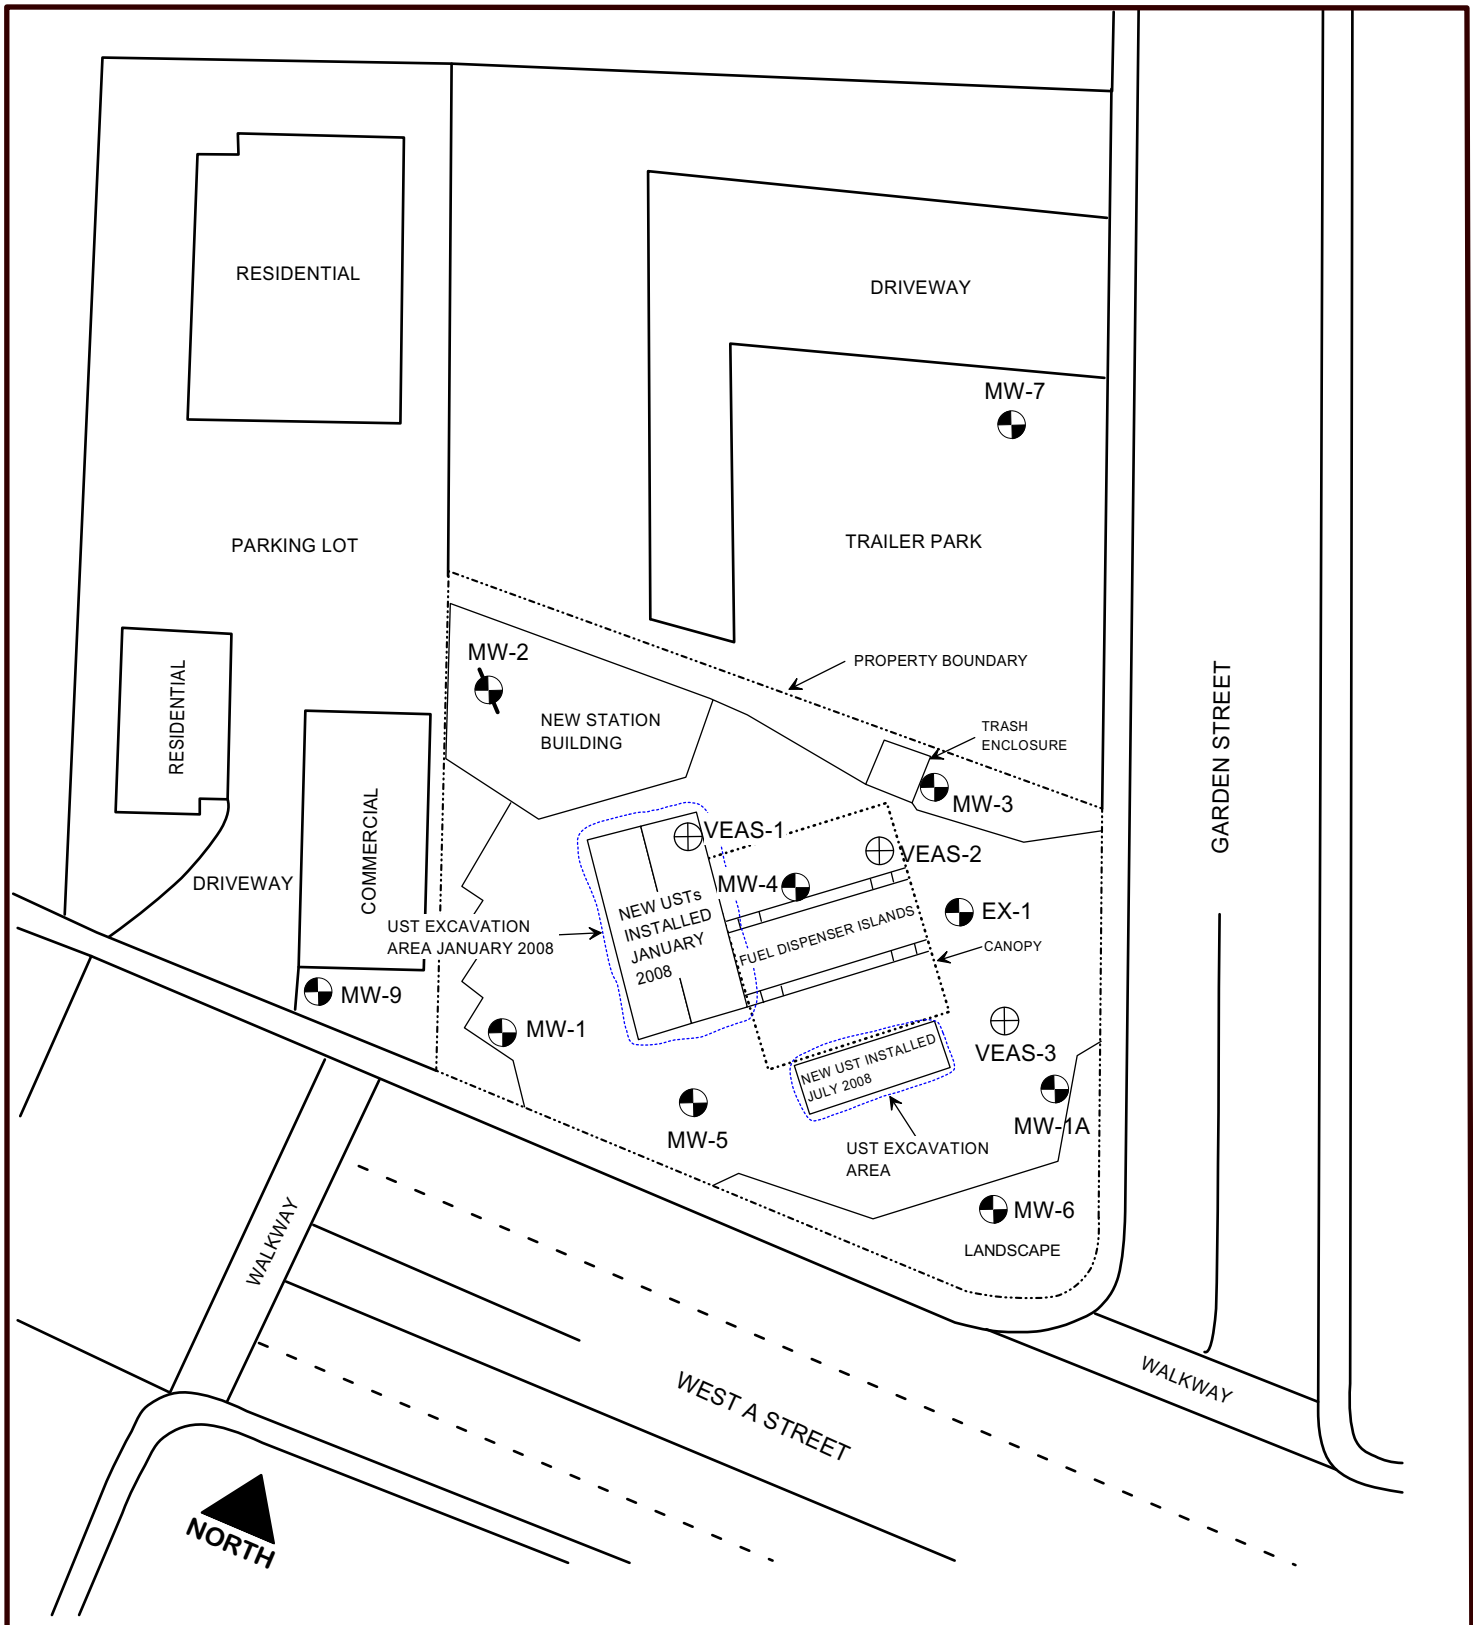 RESIDENTIAL
DRIVEWAY
MW-7
PARKING LOT
TRAILER PARK
MW-2
PROPERTY BOUNDARY
RESIDENTIAL
NEW STATION
BUILDING
TRASH
ENCLOSURE
GARDEN STREET
MW-3
COMMERCIAL
VEAS-1
VEAS-2
DRIVEWAY
MW-4
NEW USTs
INSTALLED
JANUARY
2008
FUEL DISPENSER ISLANDS
EX-1
UST EXCAVATION
AREA JANUARY 2008
CANOPY
MW-9
MW-1
VEAS-3
NEW UST INSTALLED
JULY 2008
MW-5
MW-1A
UST EXCAVATION
AREA
MW-6
LANDSCAPE
WALKWAY
WALKWAY
WEST A STREET
NORTH